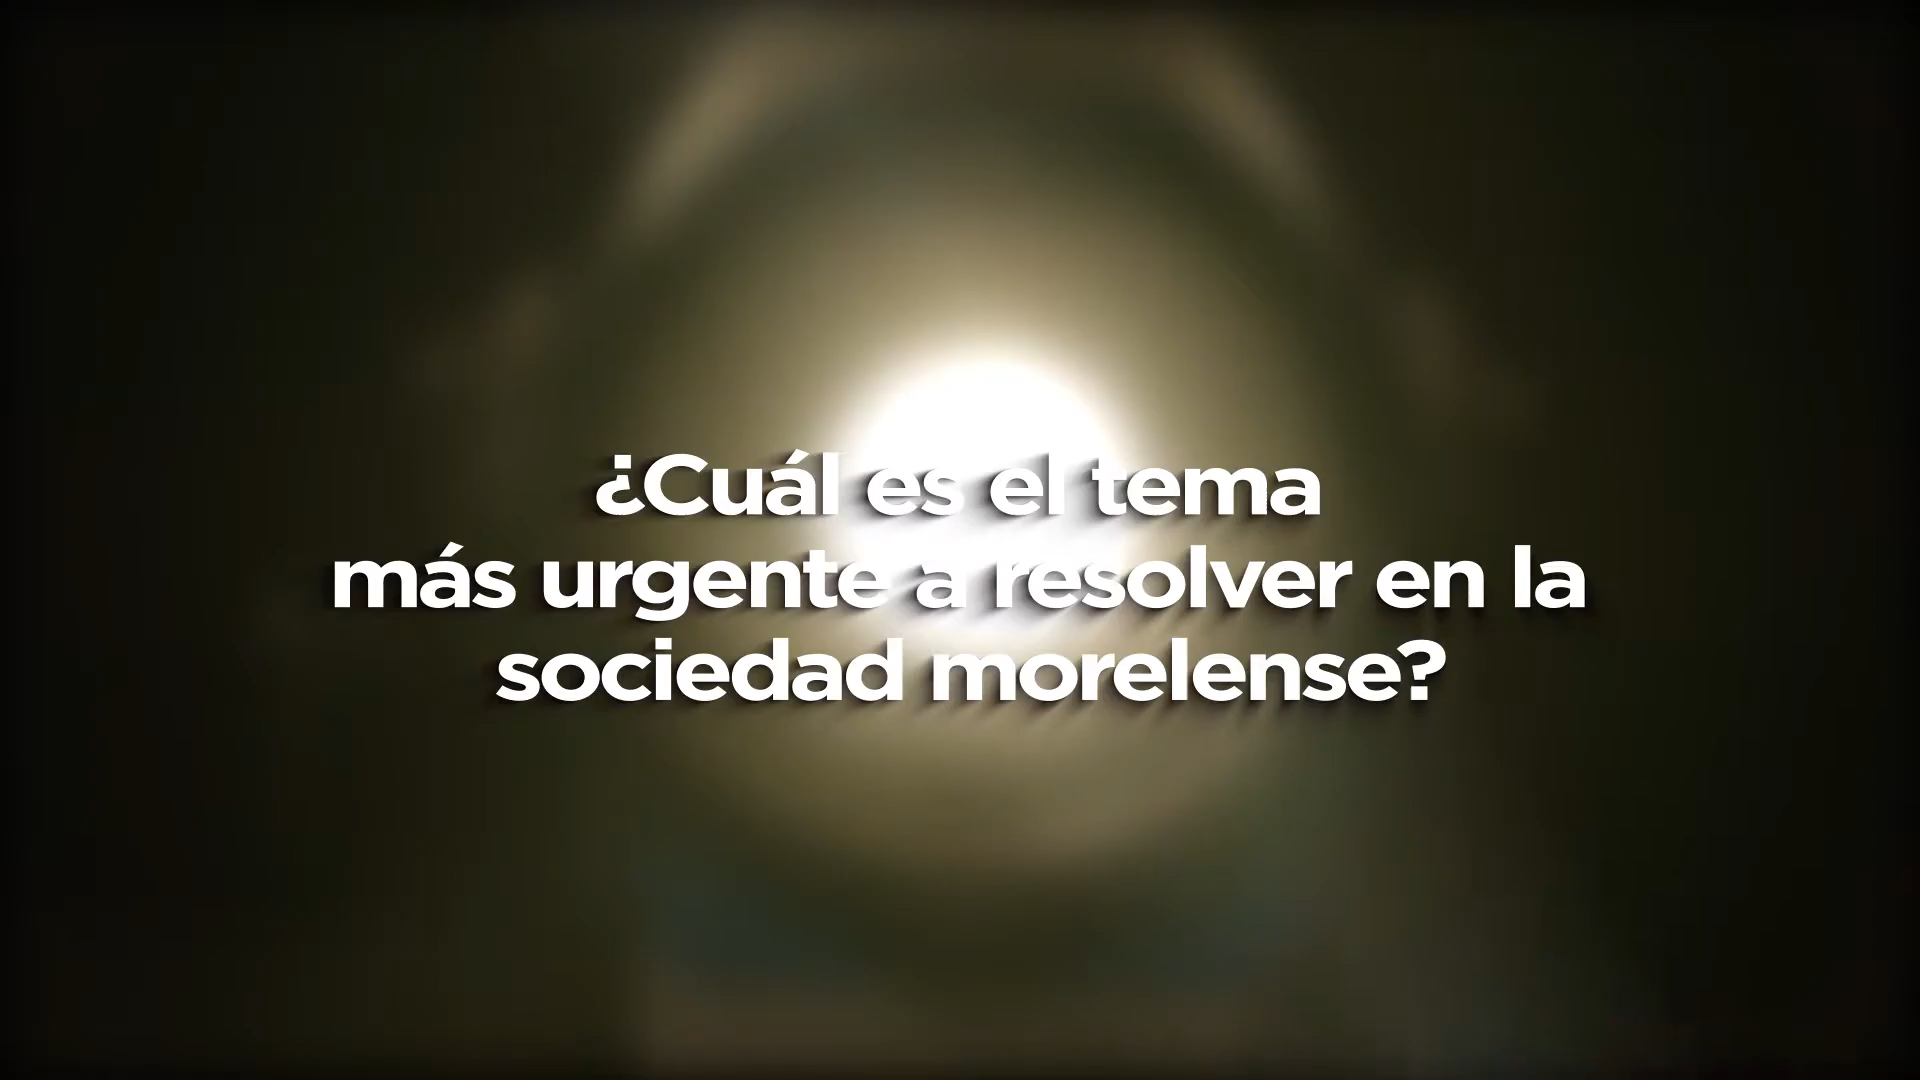 ¿Cuál es el tema
más urgente a resolver en la
sociedad morelense?